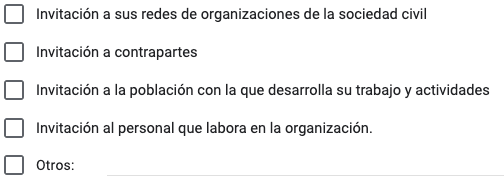 Invitación a sus redes de organizaciones de la sociedad civil
Invitación a contrapartes
Invitación a la población con la que desarrolla su trabajo y actividades
Invitación al personal que labora en la organización.
Otros: